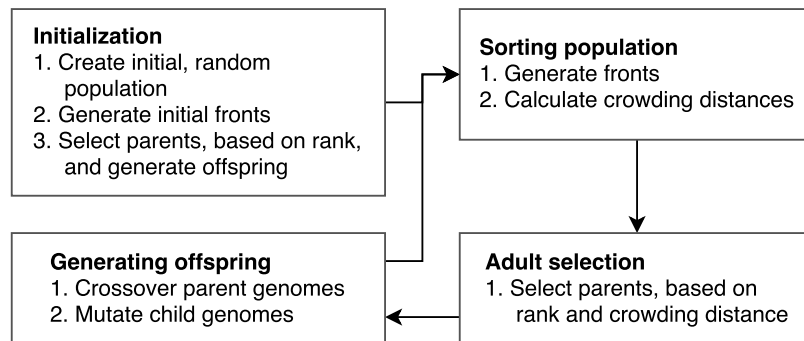 Initialization
1. Create initial, random
population
2. Generate initial fronts
3. Select parents, based on rank,
and generate offspring
Sorting population
1. Generate fronts
2. Calculate crowding distances
Generating offspring
1. Crossover parent genomes
2. Mutate child genomes
Adult selection
1. Select parents, based on
rank and crowding distance